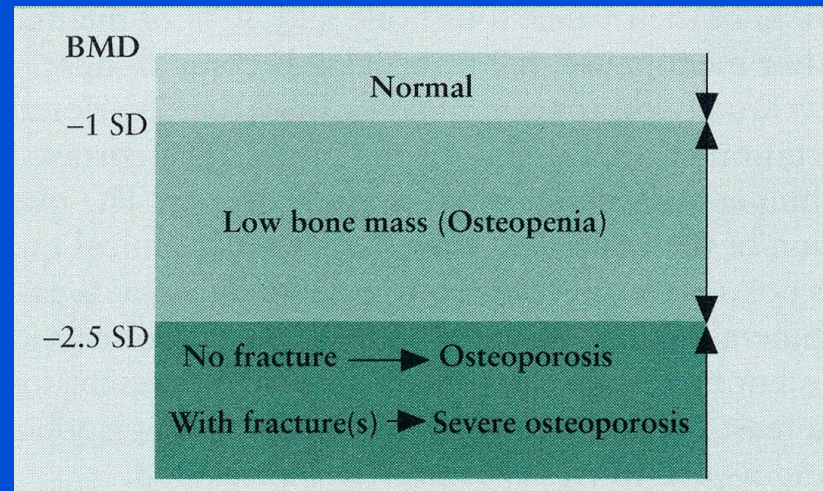 BMD
Normal
−1 SD
Low bone mass (Osteopenia)
−2.5 SD
No fracture → Osteoporosis
With fracture(s) → Severe osteoporosis